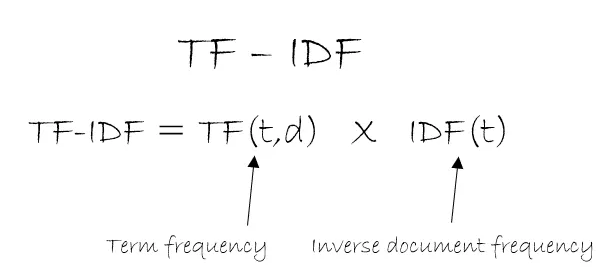 TF - IDF
TF-IDF = TF(t,d) X IDF(t)
Term frequency Inverse document frequency